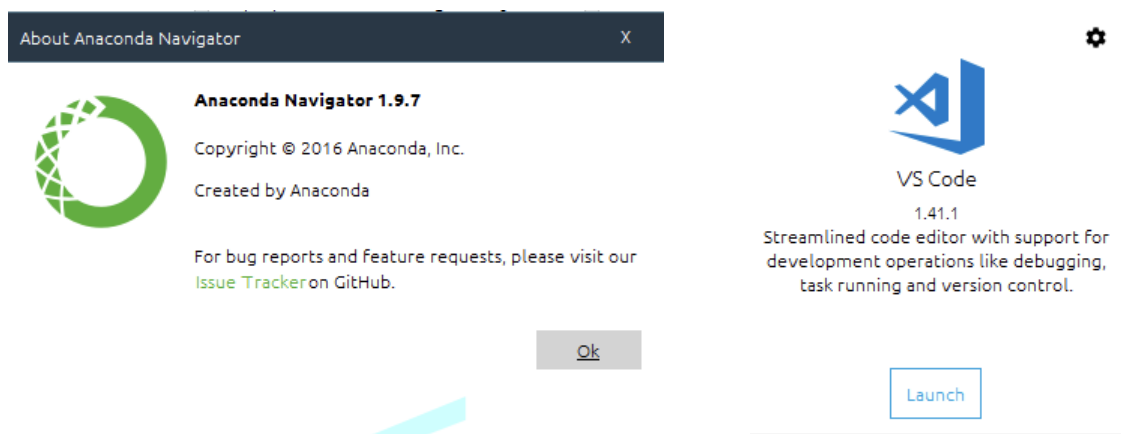 About Anaconda Navigator X
Anaconda Navigator 1.9.7
Copyright © 2016 Anaconda, Inc.
Created by Anaconda
For bug reports and feature requests, please visit our
Issue Tracker on GitHub.
Ok
VS Code
1.41.1
Streamlined code editor with support for
development operations like debugging,
task running and version control.
Launch